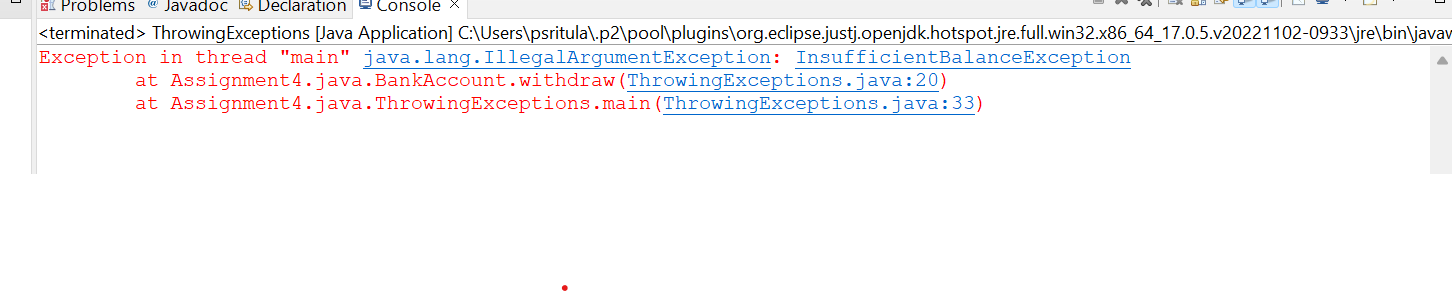 Problems @ Javadoc Declaration Console
<terminated> ThrowingExceptions [Java Application] C:\Users\psritula\.p2\pool\plugins\org.eclipse.justj.openjdk.hotspot.jre.full.win32.x86_64_17.0.5.v20221102-0933\jre\bin\javaw
Exception in thread "main" java.lang.IllegalArgumentException: InsufficientBalanceException
at Assignment4.java.BankAccount.withdraw(ThrowingExceptions.java:20)
at Assignment4.java.ThrowingExceptions.main(ThrowingExceptions.java:33)